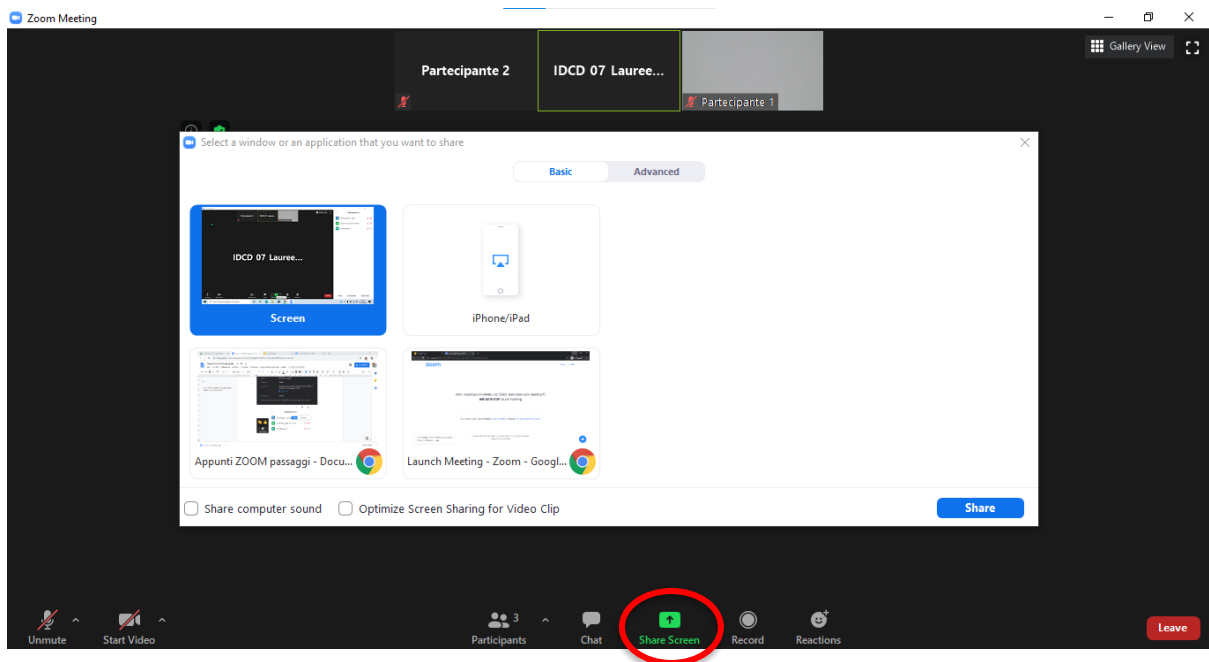 Zoom Meeting
Gallery View
Partecipante 2
IDCD 07 Lauree...
Partecipante 1
Select a window or an application that you want to share
Basic
Advanced
IDCD 07 Lauree...
Screen
iPhone/iPad
zoom
Appunti ZOOM passaggi - Docu...
Launch Meeting - Zoom - Googl...
Share computer sound
Optimize Screen Sharing for Video Clip
Share
3
Unmute
Start Video
Participants
Chat
Share Screen
Record
Reactions
Leave